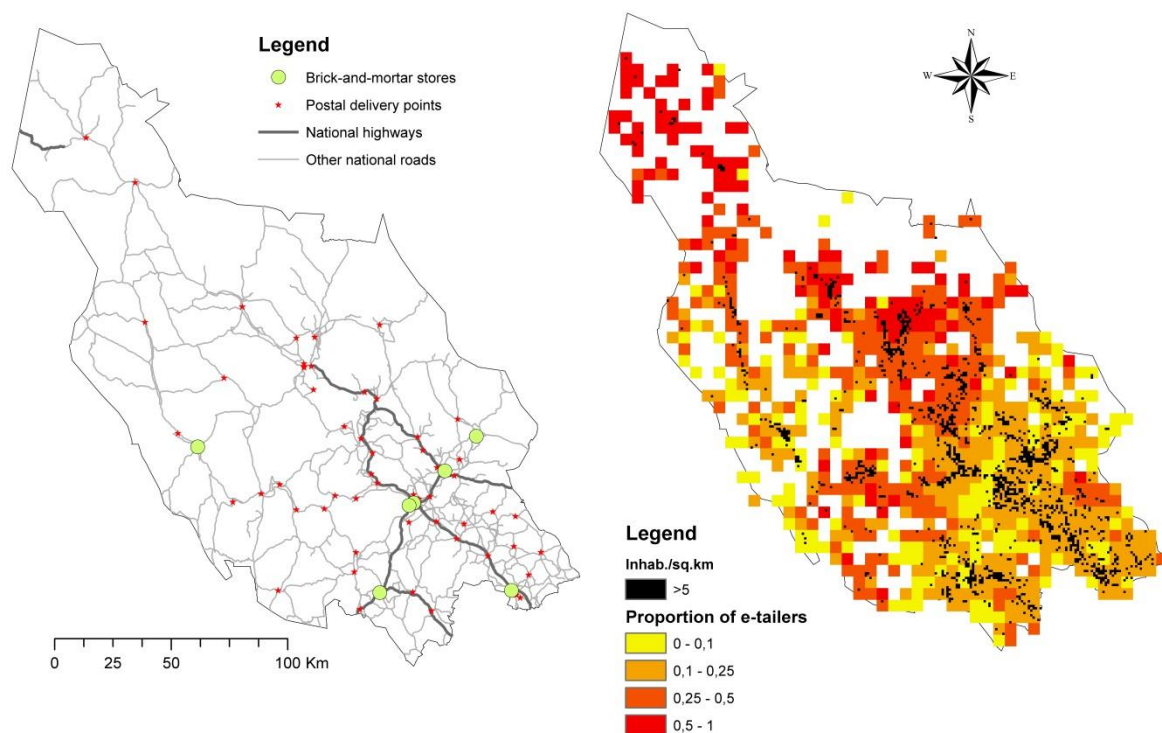 Legend
Brick-and-mortar stores
Postal delivery points
National highways
Other national roads
0 25 50 100 Km
N
W E
S
Legend
Inhab./sq.km
>5
Proportion of e-tailers
0 - 0,1
0,1 - 0,25
0,25 - 0,5
0,5 - 1